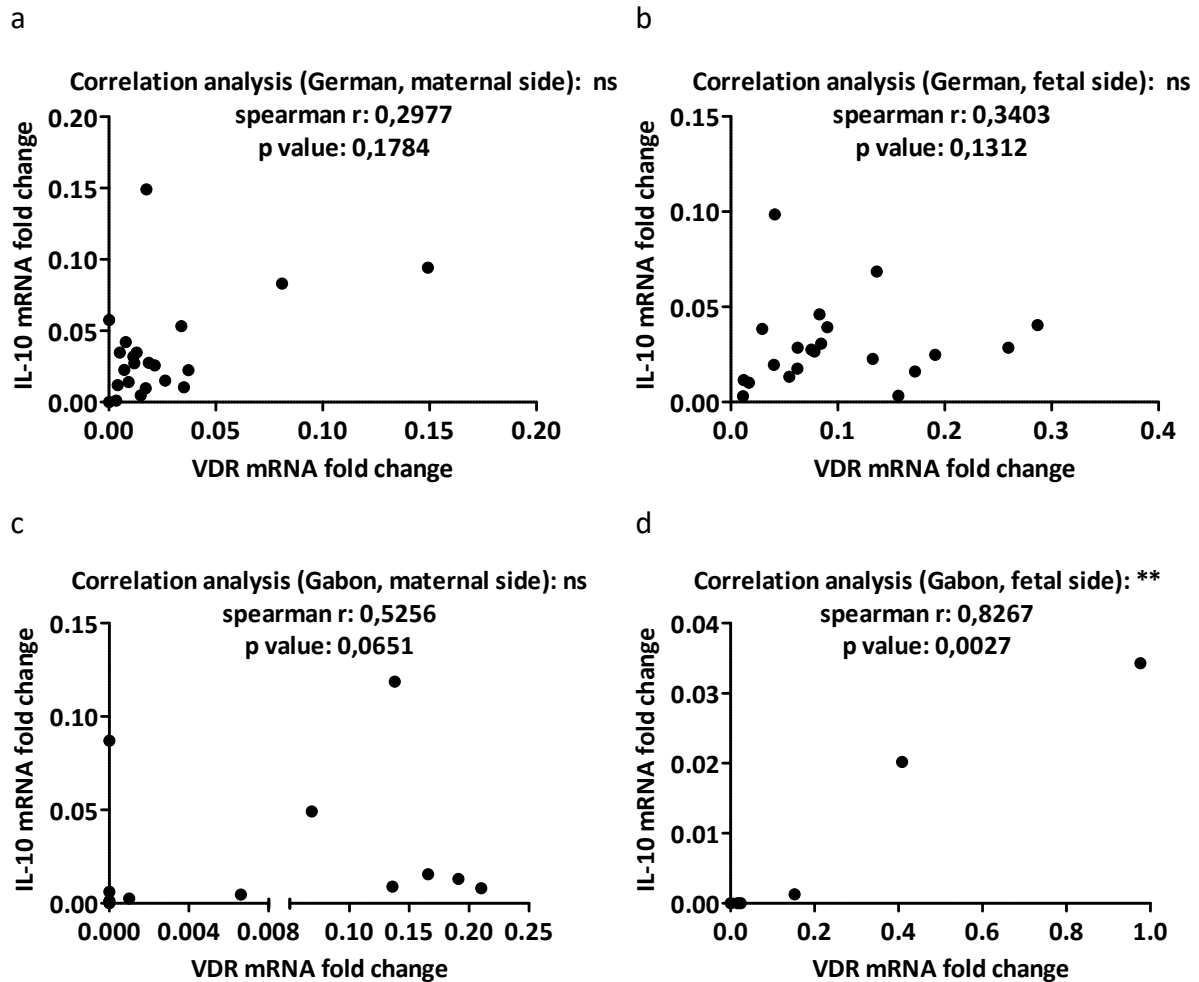 a
Correlation analysis (German, maternal side): ns
spearman r: 0,2977
p value: 0,1784
IL-10 mRNA fold change
0.20
0.15
0.10
0.05
0.00
0.00 0.05 0.10 0.15 0.20
VDR mRNA fold change
b
Correlation analysis (German, fetal side): ns
spearman r: 0,3403
p value: 0,1312
IL-10 mRNA fold change
0.15
0.10
0.05
0.00
0.0 0.1 0.2 0.3 0.4
VDR mRNA fold change
c
Correlation analysis (Gabon, maternal side): ns
spearman r: 0,5256
p value: 0,0651
IL-10 mRNA fold change
0.15
0.10
0.05
0.00
0.000 0.004 0.008 0.10 0.15 0.20 0.25
VDR mRNA fold change
d
Correlation analysis (Gabon, fetal side): **
spearman r: 0,8267
p value: 0,0027
IL-10 mRNA fold change
0.04
0.03
0.02
0.01
0.00
0.0 0.2 0.4 0.6 0.8 1.0
VDR mRNA fold change